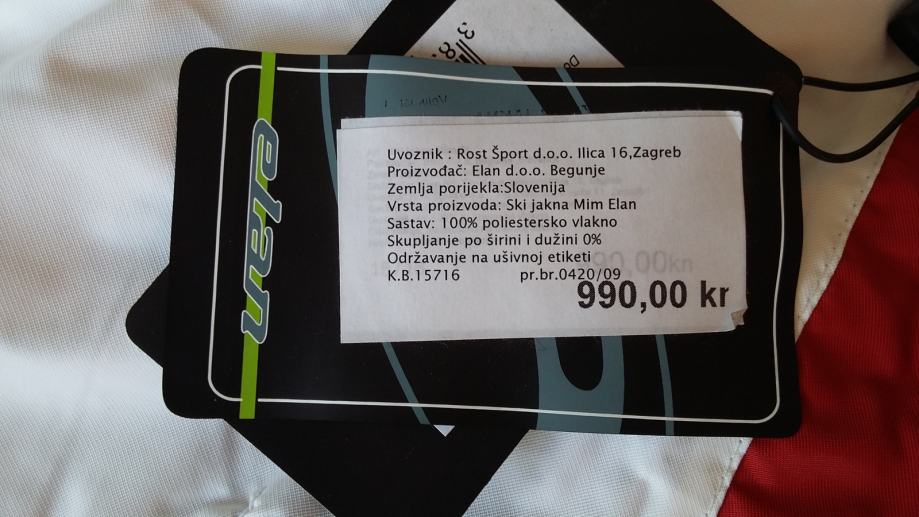 elan
Uvoznik : Rost Šport d.o.o. Ilica 16,Zagreb
Proizvođač: Elan d.o.o. Begunje
Zemlja porijekla:Slovenija
Vrsta proizvoda: Ski jakna Mim Elan
Sastav: 100% poliestersko vlakno
Skupljanje po širini i dužini 0%
Održavanje na ušivnoj etiketi
K.B.15716 pr.br.0420/09
990,00 kr